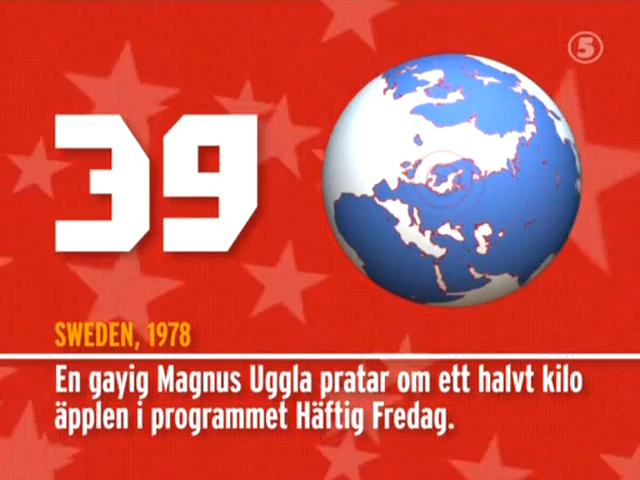 5
39
SWEDEN, 1978
En gayig Magnus Uggla pratar om ett halvt kilo
äpplen i programmet Häftig Fredag.